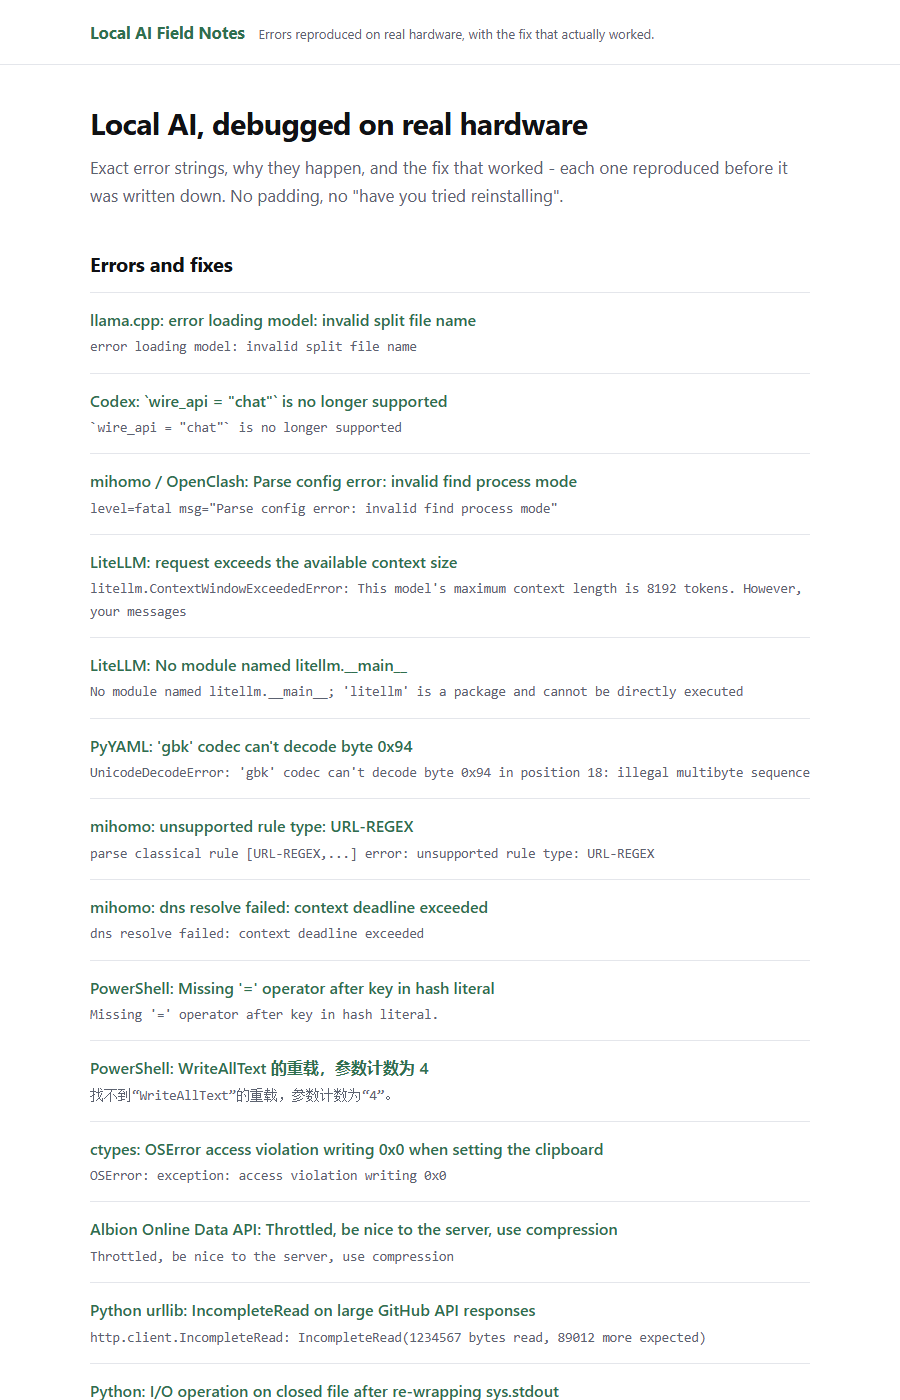 Local AI Field Notes Errors reproduced on real hardware, with the fix that actually worked.
Local AI, debugged on real hardware
Exact error strings, why they happen, and the fix that worked - each one reproduced before it
was written down. No padding, no "have you tried reinstalling".
Errors and fixes
llama.cpp: error loading model: invalid split file name
error loading model: invalid split file name
Codex: `wire_api = "chat"` is no longer supported
`wire_api = "chat"` is no longer supported
mihomo / OpenClash: Parse config error: invalid find process mode
level=fatal msg="Parse config error: invalid find process mode"
LiteLLM: request exceeds the available context size
litellm.ContextWindowExceededError: This model's maximum context length is 8192 tokens. However,
your messages
LiteLLM: No module named litellm.__main__
No module named litellm.__main__; 'litellm' is a package and cannot be directly executed
PyYAML: 'gbk' codec can't decode byte 0x94
UnicodeDecodeError: 'gbk' codec can't decode byte 0x94 in position 18: illegal multibyte sequence
mihomo: unsupported rule type: URL-REGEX
parse classical rule [URL-REGEX,...] error: unsupported rule type: URL-REGEX
mihomo: dns resolve failed: context deadline exceeded
dns resolve failed: context deadline exceeded
PowerShell: Missing '=' operator after key in hash literal
Missing '=' operator after key in hash literal.
PowerShell: WriteAllText 的重载，参数计数为 4
找不到“WriteAllText”的重载，参数计数为“4”。
ctypes: OSError access violation writing 0x0 when setting the clipboard
OSError: exception: access violation writing 0x0
Albion Online Data API: Throttled, be nice to the server, use compression
Throttled, be nice to the server, use compression
Python urllib: IncompleteRead on large GitHub API responses
http.client.IncompleteRead: IncompleteRead(1234567 bytes read, 89012 more expected)
Python: I/O operation on closed file after re-wrapping sys.stdout